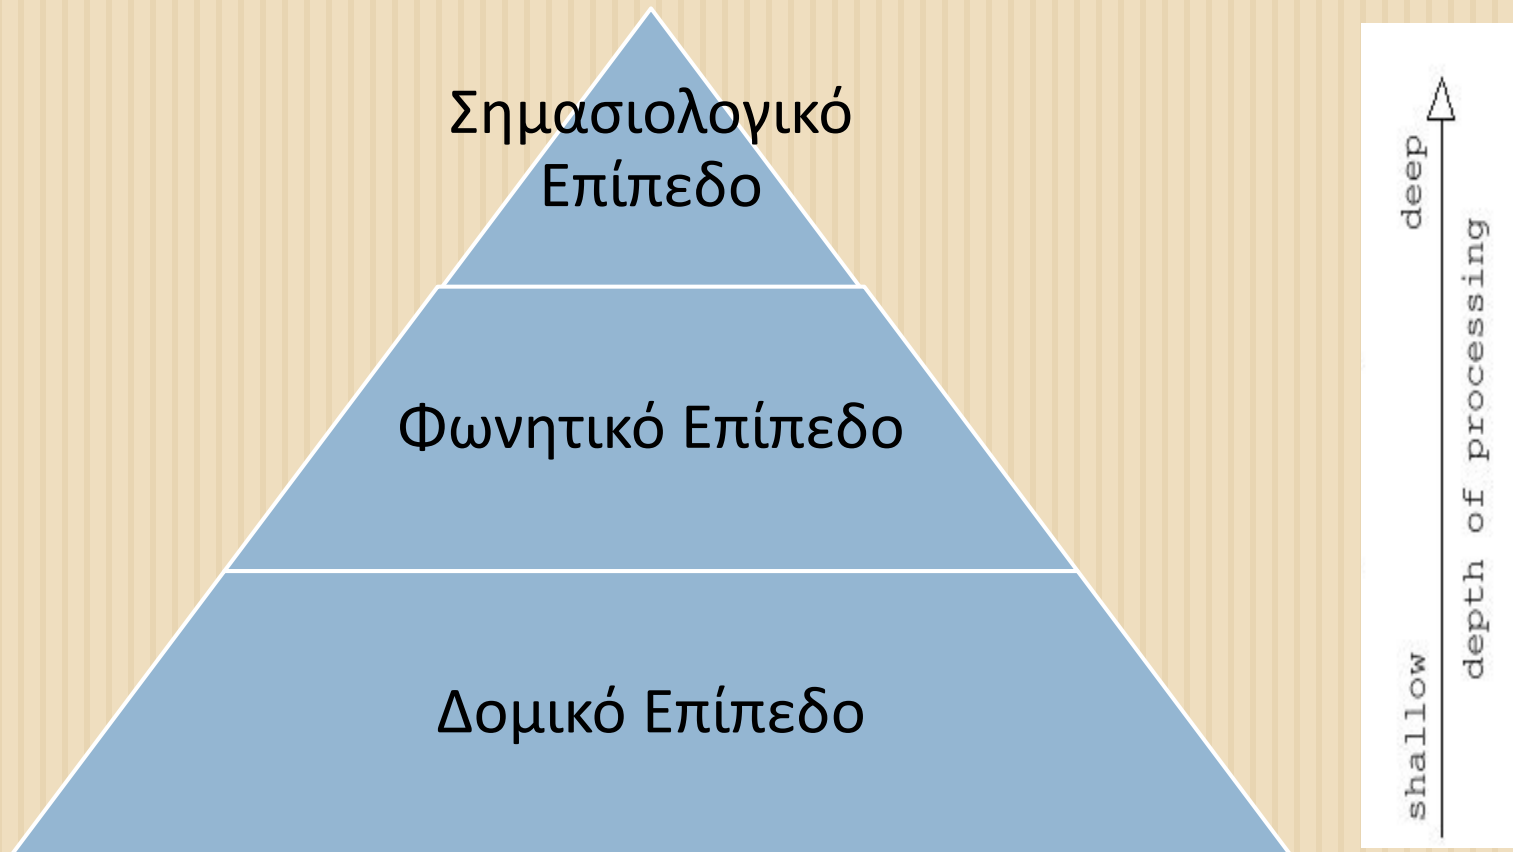 Σημασιολογικό
Επίπεδο
Φωνητικό Επίπεδο
Δομικό Επίπεδο
deep
depth of processing
shallow